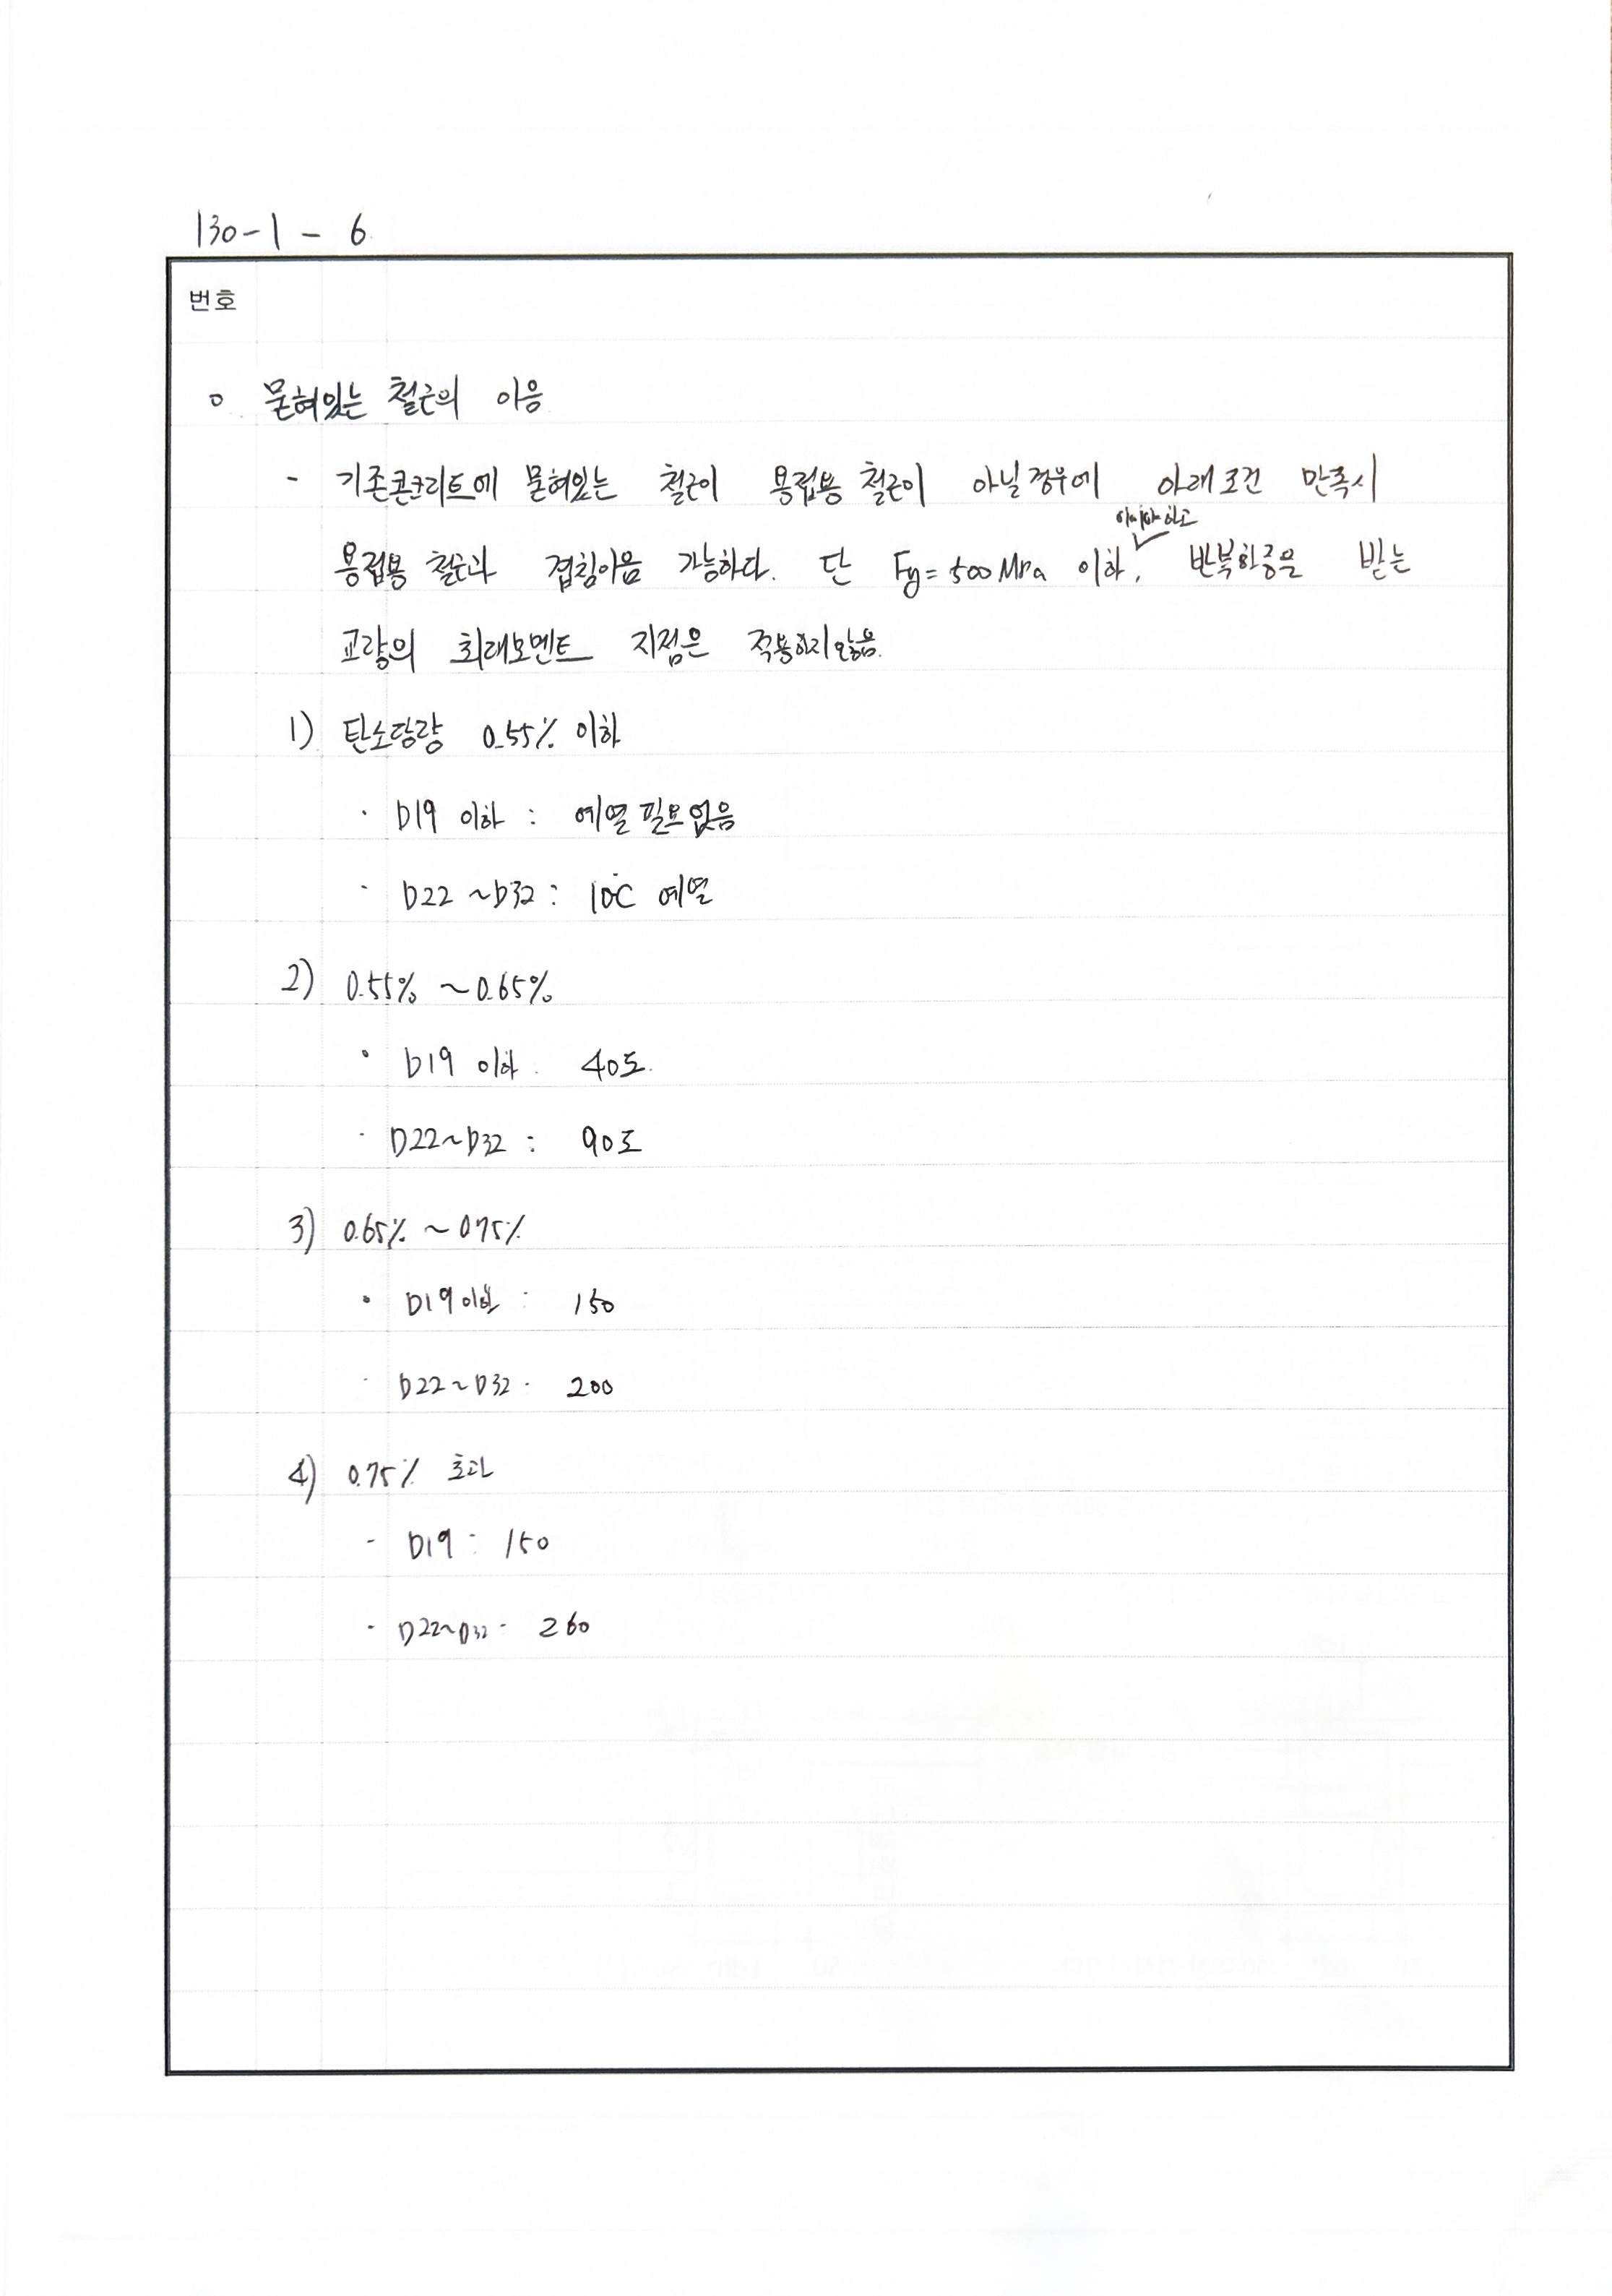 130-1-6
번호
o 묻혀있는 철근의 이음
- 기존콘크리트에 묻혀있는 철근이 용접용 철근이 아닐경우에 아래조건 만족시
이어야하고
용접용 철근과 겹침이음 가능하다. 단 Fy=500MPa 이하, 반복하중을 받는
교량의 최대모멘트 지점은 적용하지않음.
1) 탄소당량 0.55% 이하
· D19 이하 : 예열필요없음
· D22 ~D32 : 10℃ 예열
2) 0.55% ~0.65%
· D19 이하 . 40도.
· D22~D32 : 90도
3) 0.65% ~075%
· D19이하 : 150
· D22~D32 · 200
4) 0.75% 초과
- D19 : 150
· D22~D32 · 260